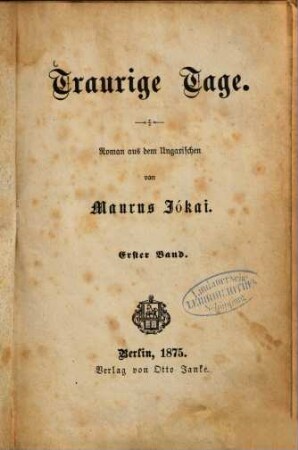 Traurige Tage.
Roman aus dem Ungarischen
von
Maurus Jókai.
Erster Band.
Berlin, 1875.
Verlag von Otto Janke.